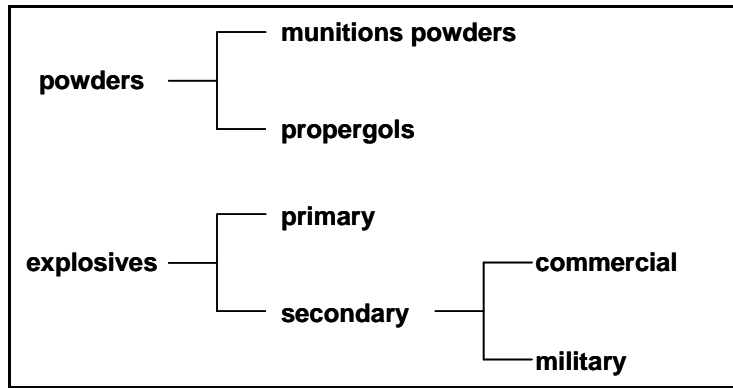 munitions powders
powders
propergols
primary
explosives
commercial
secondary
military